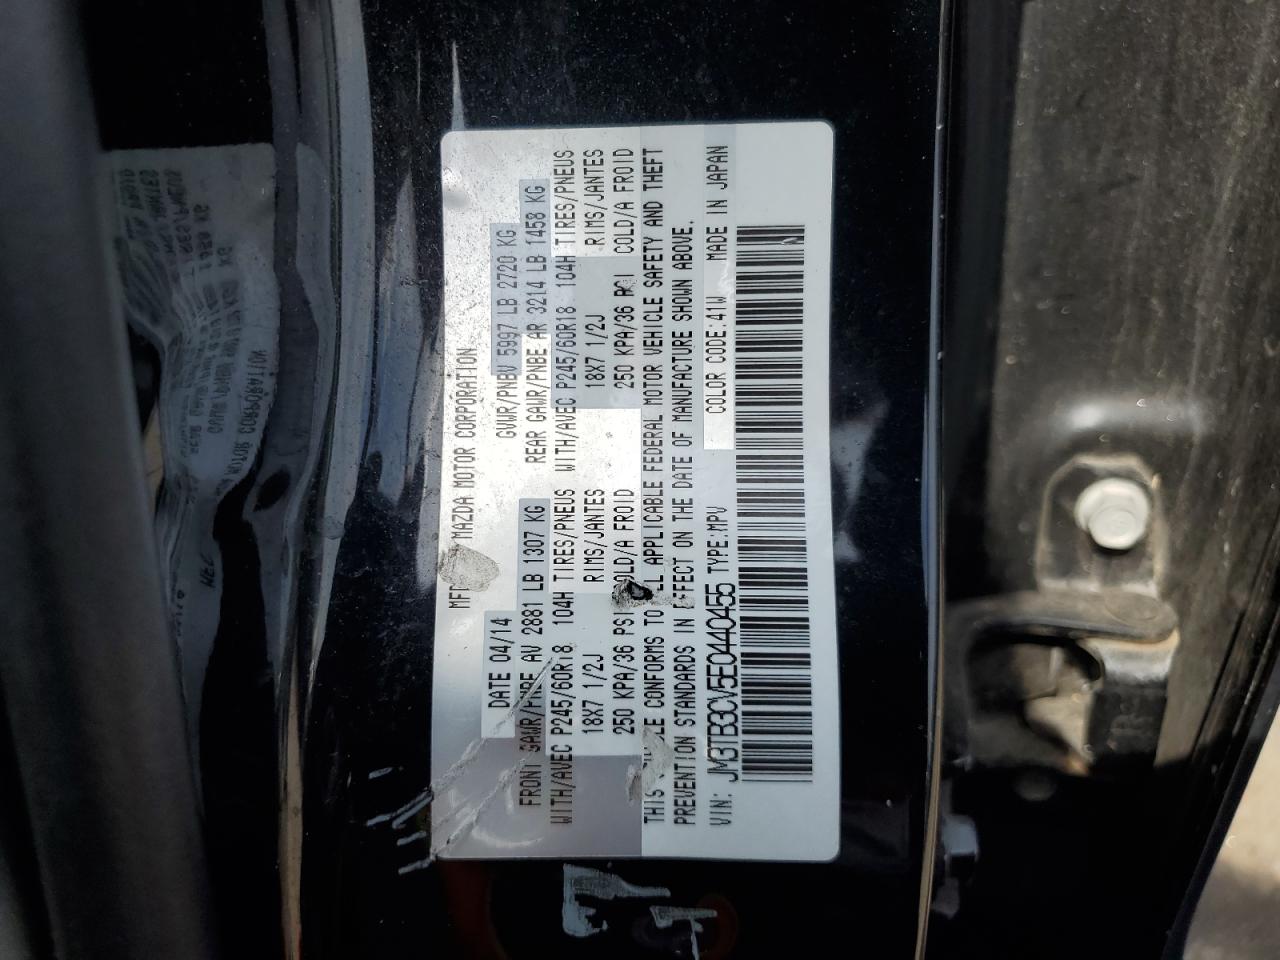 MAZDA MOTOR CORPORATION
DATE 04/14 GVWR/PNBV 5997 LB 2720 KG
FRONT GAWR/PNBE AV 2881 LB 1307 KG REAR GAWR/PNBE AR 3214 LB 1458 KG
WITH/AVEC P245/60R18 104H TIRES/PNEUS WITH/AVEC P245/60R18 104H TIRES/PNEUS
18X7 1/2J RIMS/JANTES 18X7 1/2J RIMS/JANTES
250 KPA/36 PSI COLD/A FROID 250 KPA/36 COLD/A FROID
THIS CONFORMS TO APPLICABLE FEDERAL MOTOR VEHICLE SAFETY AND THEFT
PREVENTION STANDARDS IN EFFECT ON THE DATE OF MANUFACTURE SHOWN ABOVE.
VIN: JM3TB3CV5E0440455 TYPE:MPV COLOR CODE:41W MADE IN JAPAN